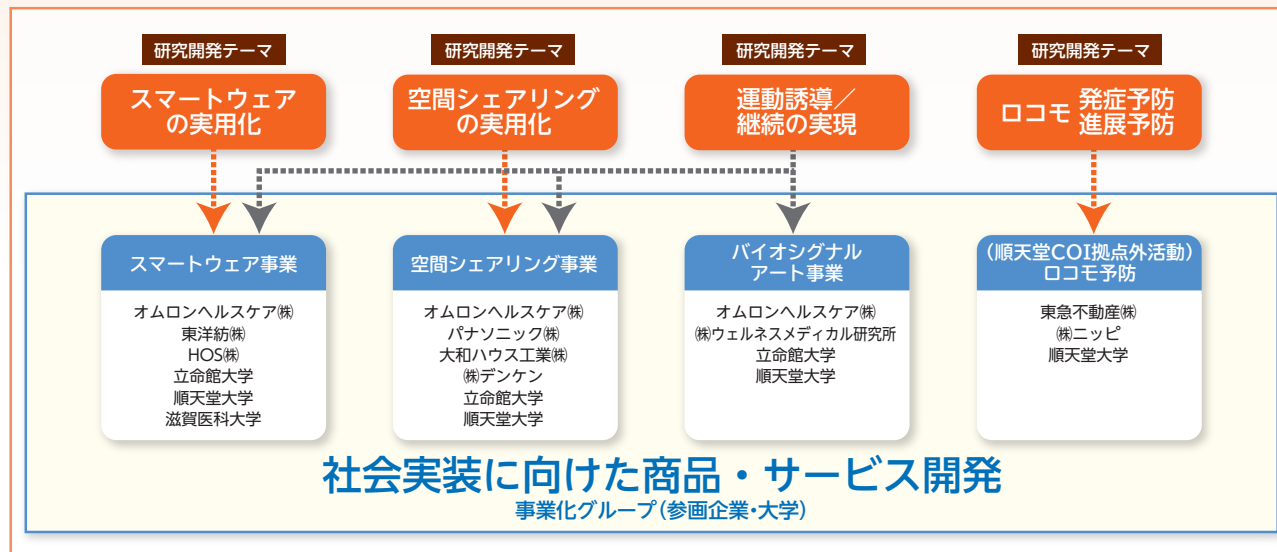 研究開発テーマ
スマートウェア
の実用化
研究開発テーマ
空間シェアリング
の実用化
研究開発テーマ
運動誘導／
継続の実現
研究開発テーマ
ロコモ 発症予防
進展予防
スマートウェア事業
オムロンヘルスケア㈱
東洋紡㈱
HOS㈱
立命館大学
順天堂大学
滋賀医科大学
空間シェアリング事業
オムロンヘルスケア㈱
パナソニック㈱
大和ハウス工業㈱
㈱デンケン
立命館大学
順天堂大学
バイオシグナル
アート事業
オムロンヘルスケア㈱
㈱ウェルネスメディカル研究所
立命館大学
順天堂大学
（順天堂COI拠点外活動）
ロコモ予防
東急不動産㈱
㈱ニッピ
順天堂大学
社会実装に向けた商品・サービス開発
事業化グループ（参画企業・大学）